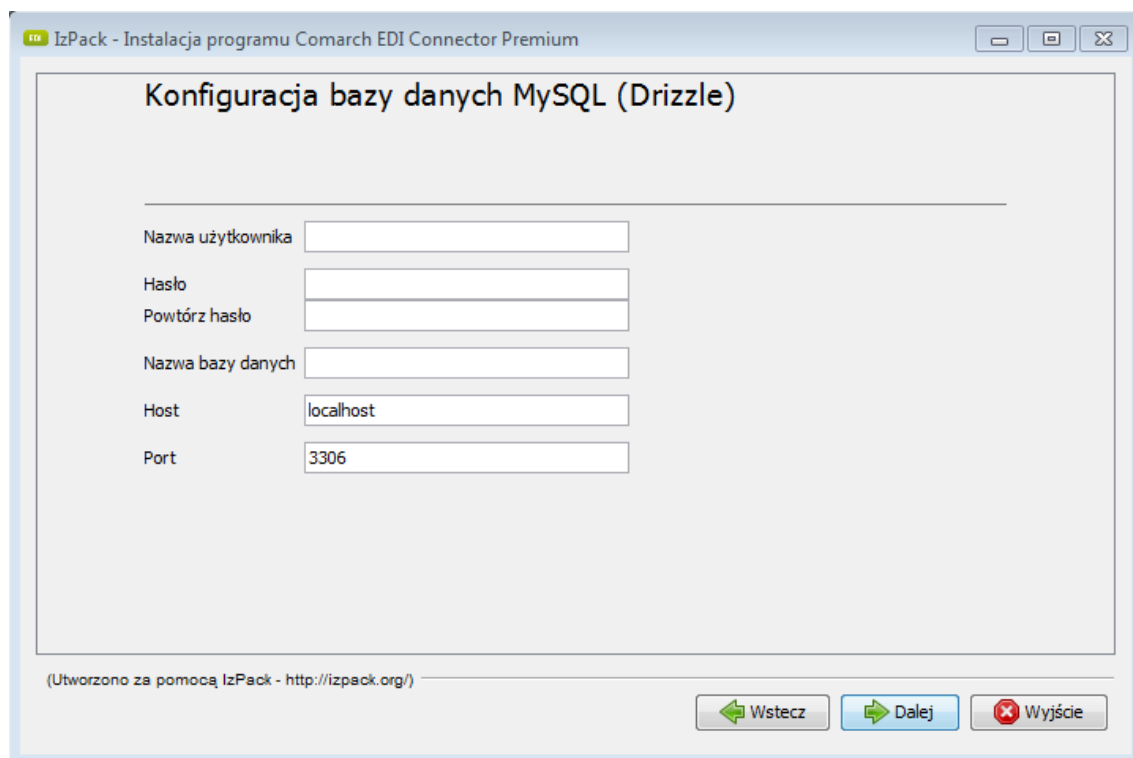 EDI IzPack - Instalacja programu Comarch EDI Connector Premium
Konfiguracja bazy danych MySQL (Drizzle)
Nazwa użytkownika
Hasło
Powtórz hasło
Nazwa bazy danych
Host localhost
Port 3306
(Utworzono za pomocą IzPack - http://izpack.org/)
Wstecz Dalej Wyjście